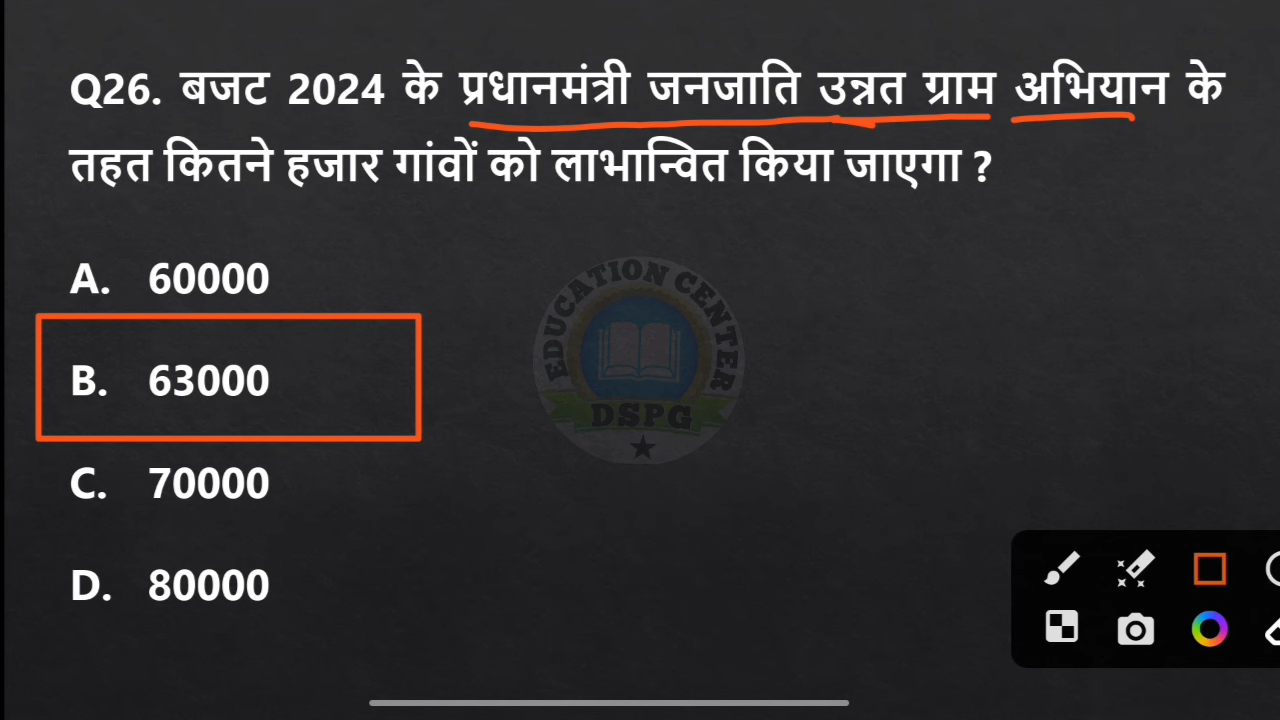 Q26. बजट 2024 के प्रधानमंत्री जनजाति उन्नत ग्राम अभियान के
तहत कितने हजार गांवों को लाभान्वित किया जाएगा ?
A. 60000
B. 63000
C. 70000
D. 80000
EDUCATION CENTER
DSPG